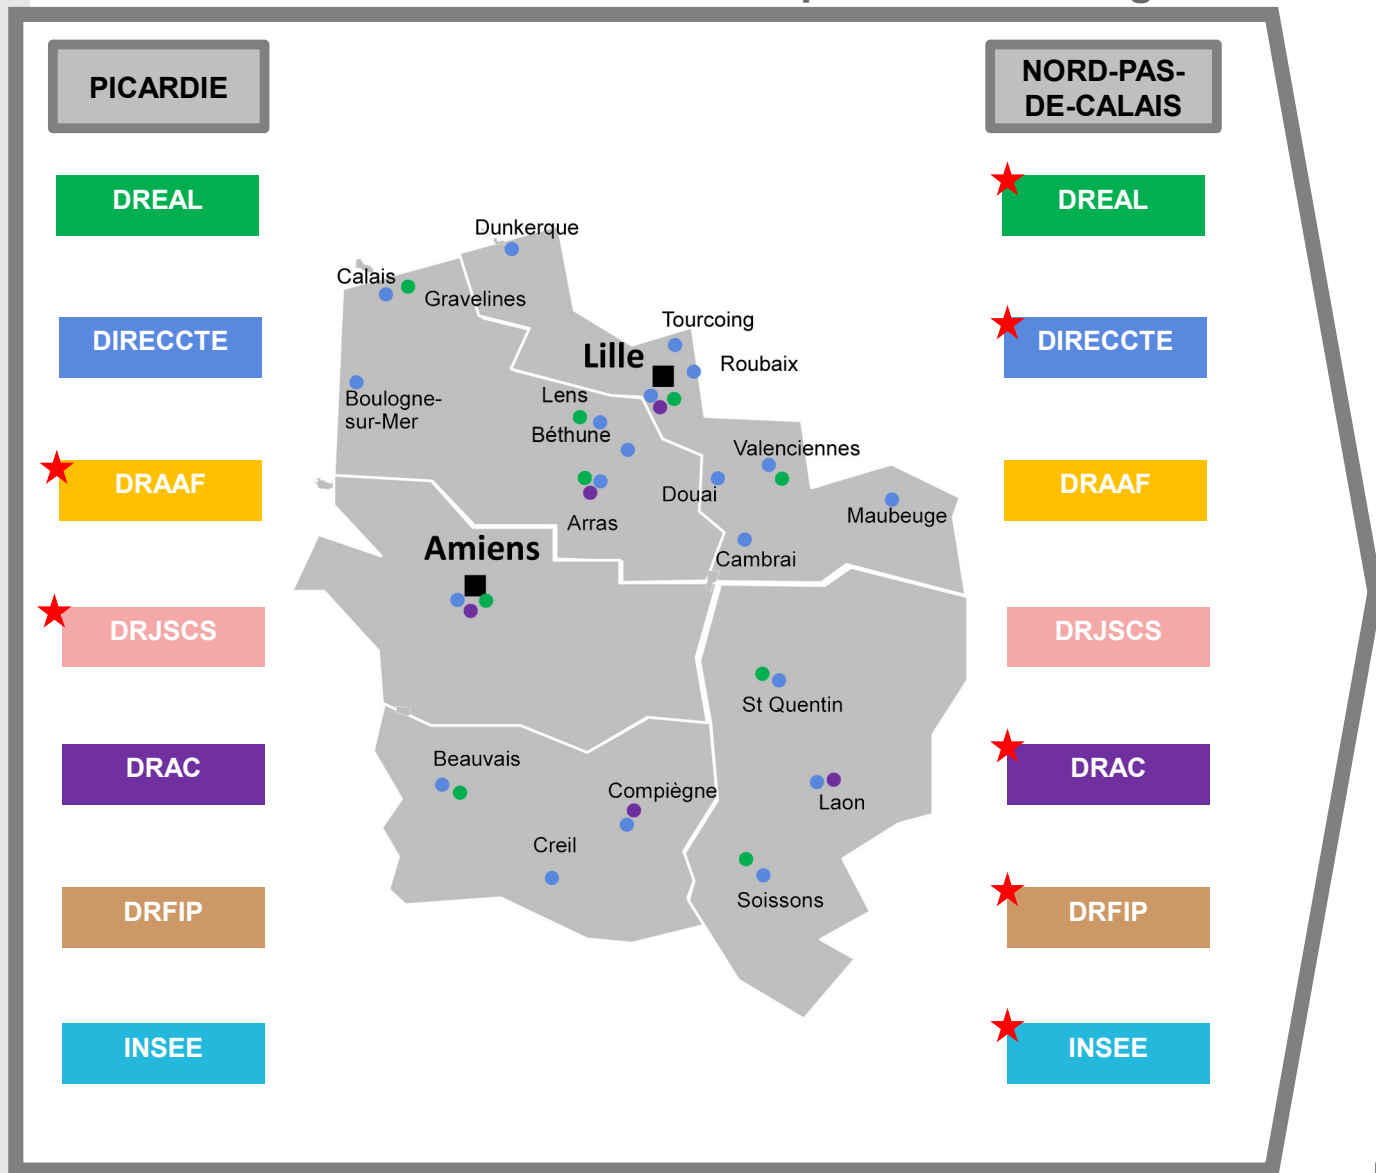 PICARDIE
NORD-PAS-
DE-CALAIS
DREAL
DREAL
DIRECCTE
DIRECCTE
DRAAF
DRAAF
DRJSCS
DRJSCS
DRAC
DRAC
DRFIP
DRFIP
INSEE
INSEE
Dunkerque
Calais
Gravelines
Tourcoing
Lille
Roubaix
Boulogne-
sur-Mer
Lens
Béthune
Valenciennes
Douai
Maubeuge
Arras
Cambrai
Amiens
St Quentin
Beauvais
Compiègne
Laon
Creil
Soissons